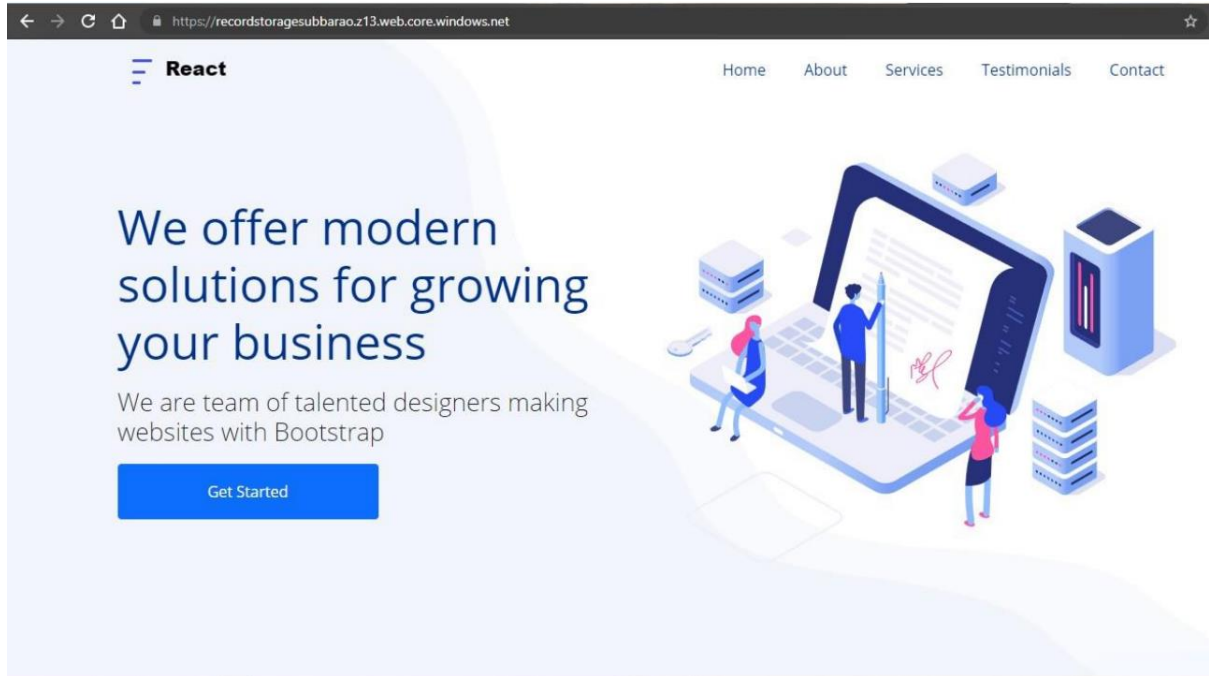 https://recordstoragesubbarao.z13.web.core.windows.net
React
Home About Services Testimonials Contact
We offer modern
solutions for growing
your business
We are team of talented designers making
websites with Bootstrap
Get Started